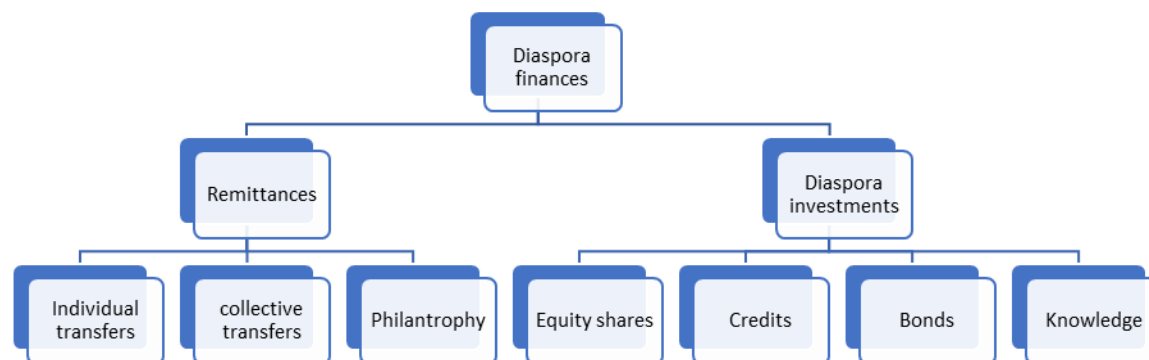 Diaspora
finances
Remittances
Diaspora
investments
Individual
transfers
collective
transfers
Philantrophy
Equity shares
Credits
Bonds
Knowledge